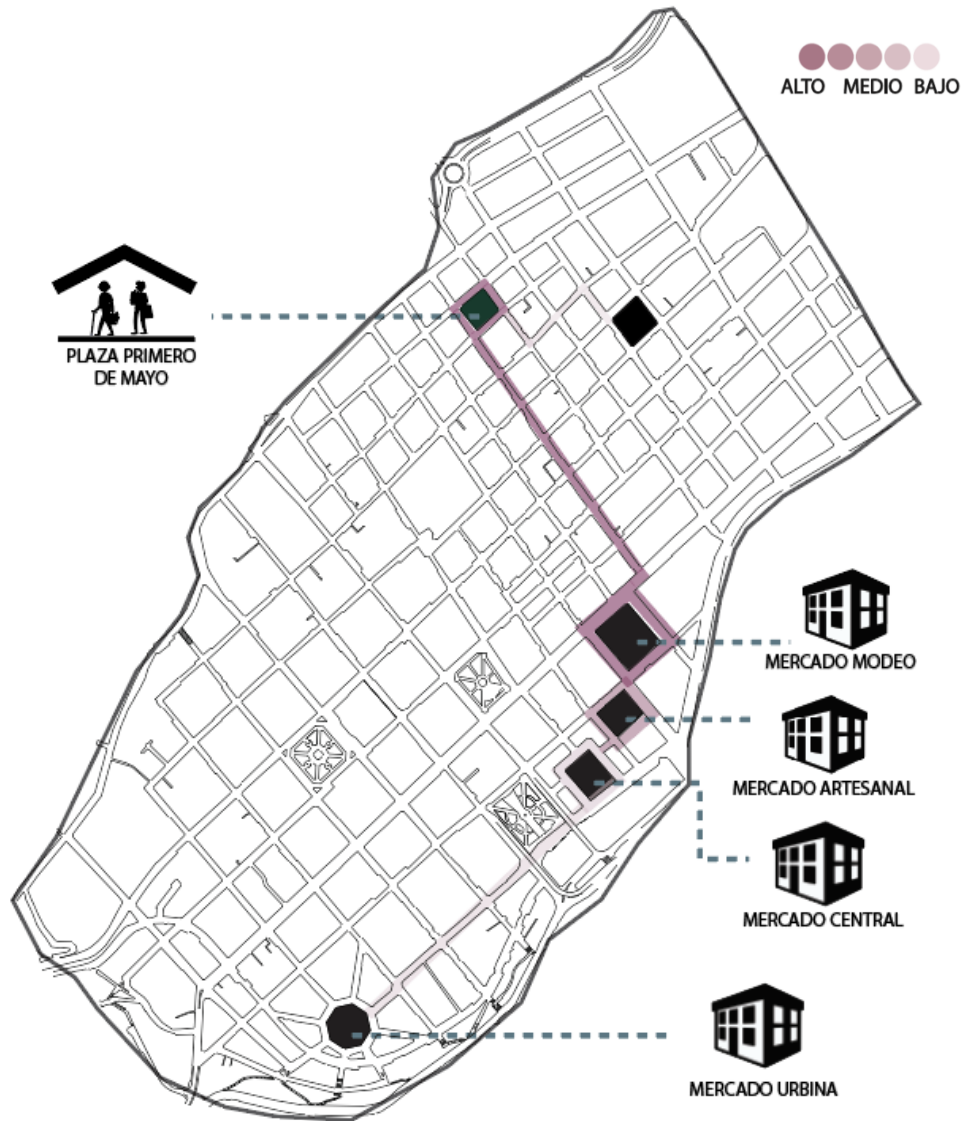 ALTO MEDIO BAJO
PLAZA PRIMERO
DE MAYO
MERCADO MODEO
MERCADO ARTESANAL
MERCADO CENTRAL
MERCADO URBINA